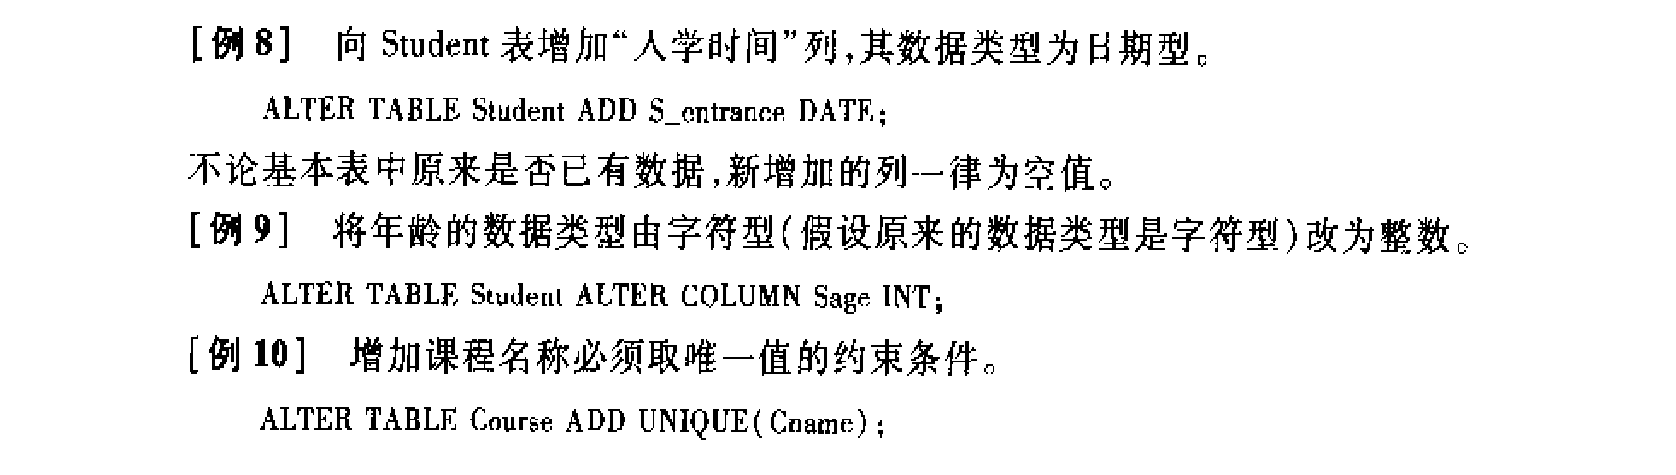 [例8] 向 Student 表增加“入学时间”列,其数据类型为日期型。
ALTER TABLE Student ADD S_entrance DATE;
不论基本表中原来是否已有数据,新增加的列一律为空值。
[例9] 将年龄的数据类型由字符型(假设原来的数据类型是字符型)改为整数。
ALTER TABLE Student ALTER COLUMN Sage INT;
[例10] 增加课程名称必须取唯一值的约束条件。
ALTER TABLE Course ADD UNIQUE(Cname);